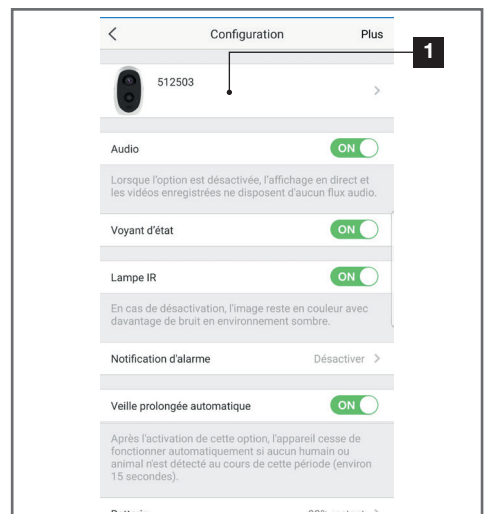 Configuration
Plus
1
512503
Audio
ON
Lorsque l'option est désactivée, l'affichage en direct et
les vidéos enregistrées ne disposent d'aucun flux audio.
Voyant d'état
ON
Lampe IR
ON
En cas de désactivation, l'image reste en couleur avec
davantage de bruit en environnement sombre.
Notification d'alarme
Désactiver
Veille prolongée automatique
ON
Après l'activation de cette option, l'appareil cesse de
fonctionner automatiquement si aucun humain ou
animal n'est détecté au cours de cette période (environ
15 secondes).